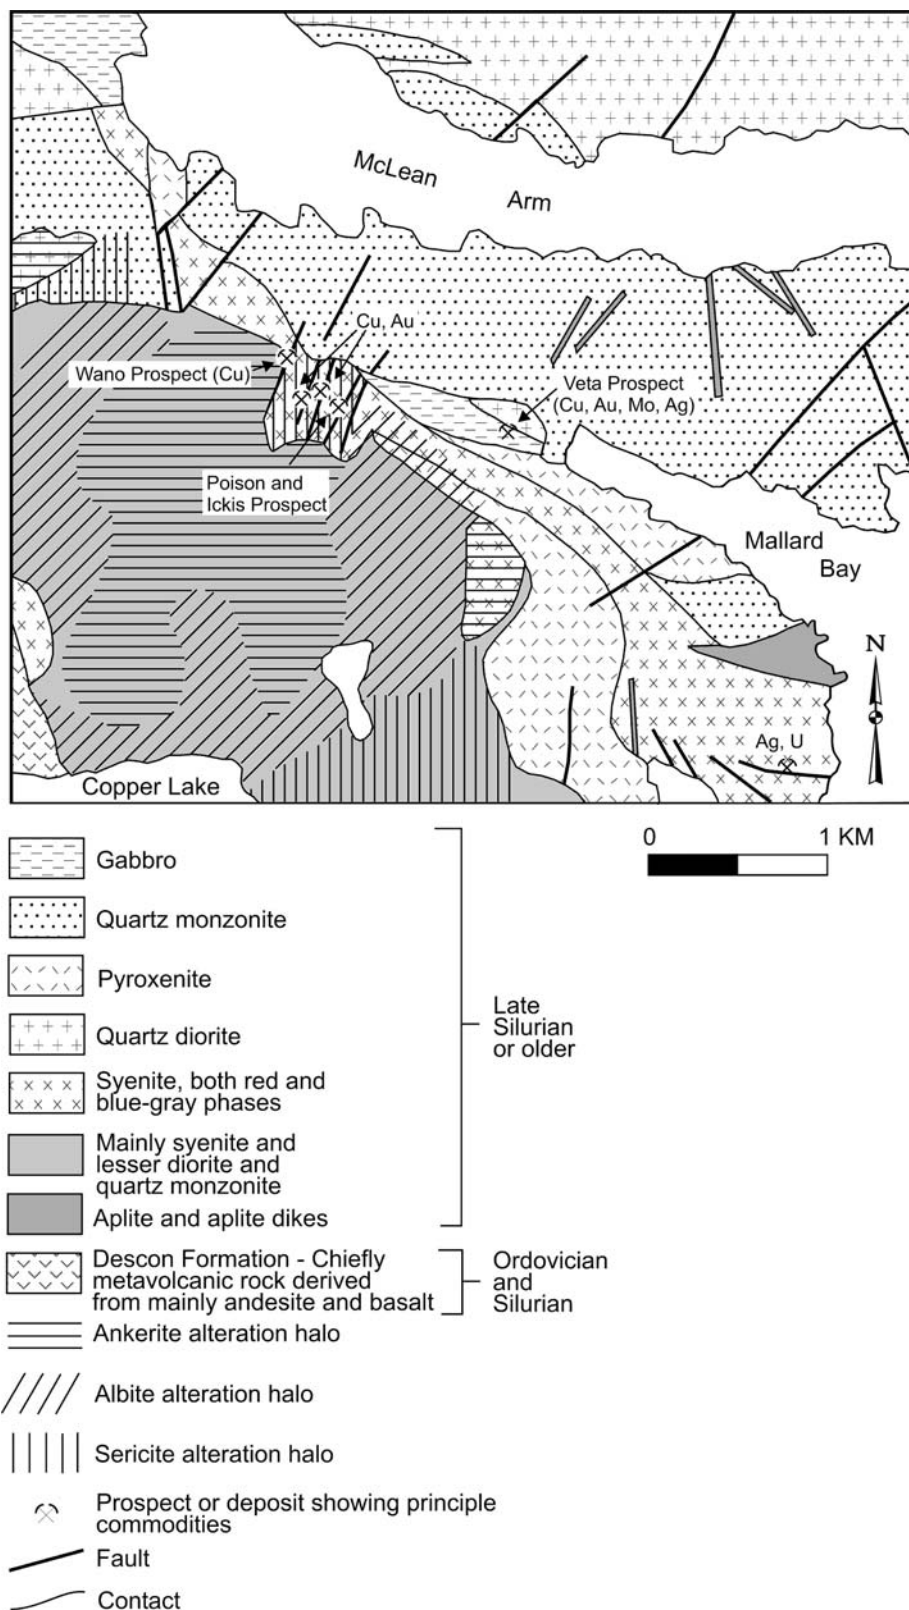 McLean
Arm
Cu, Au
Wano Prospect (Cu)
Veta Prospect
(Cu, Au, Mo, Ag)
Poison and
Ickis Prospect
Mallard
Bay
N
Ag, U
Copper Lake
0 1 KM
Gabbro
Quartz monzonite
Pyroxenite
Quartz diorite
Syenite, both red and
blue-gray phases
Mainly syenite and
lesser diorite and
quartz monzonite
Aplite and aplite dikes
Late
Silurian
or older
Descon Formation - Chiefly
metavolcanic rock derived
from mainly andesite and basalt
Ordovician
and
Silurian
Ankerite alteration halo
Albite alteration halo
Sericite alteration halo
Prospect or deposit showing principle
commodities
Fault
Contact